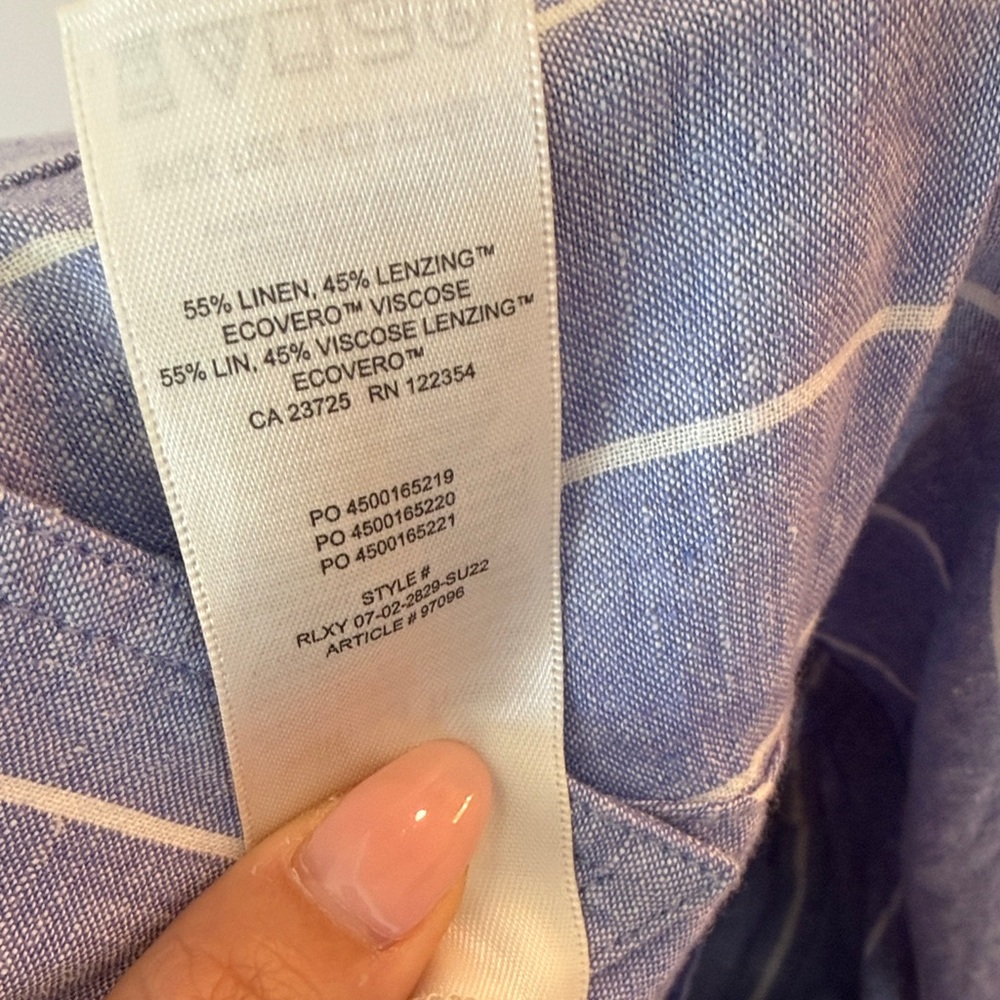 55% LINEN, 45% LENZING™
ECOVERO™ VISCOSE
55% LIN, 45% VISCOSE LENZING™
ECOVERO™
CA 23725 RN 122354
PO 4500165219
PO 4500165220
PO 4500165221
STYLE #
RLXY 07-02-2829-SU22
ARTICLE # 97096